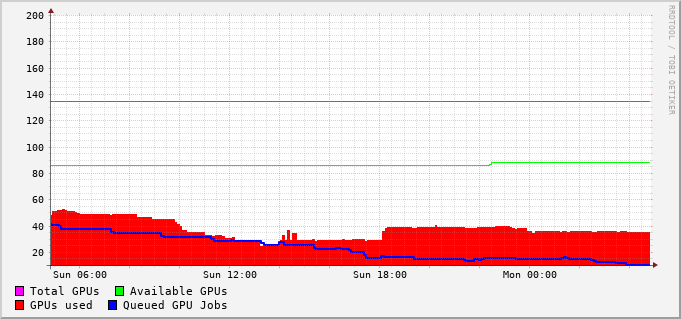 200
180
160
140
120
100
80
60
40
20
Sun 06:00 Sun 12:00 Sun 18:00 Mon 00:00
Total GPUs Available GPUs
GPUs used Queued GPU Jobs
RRDTOOL / TOBI OETIKER